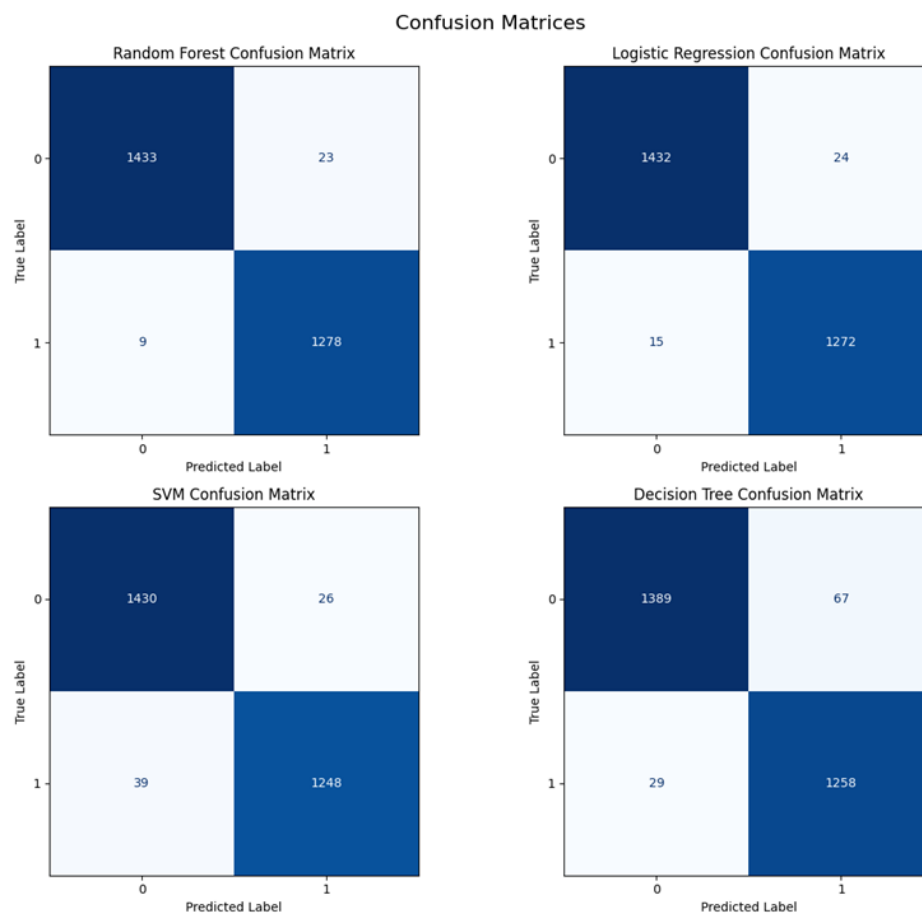 Confusion Matrices
Random Forest Confusion Matrix
0
1433
23
True Label
1
9
1278
0
1
Predicted Label
Logistic Regression Confusion Matrix
0
1432
24
True Label
1
15
1272
0
1
Predicted Label
SVM Confusion Matrix
0
1430
26
True Label
1
39
1248
0
1
Predicted Label
Decision Tree Confusion Matrix
0
1389
67
True Label
1
29
1258
0
1
Predicted Label